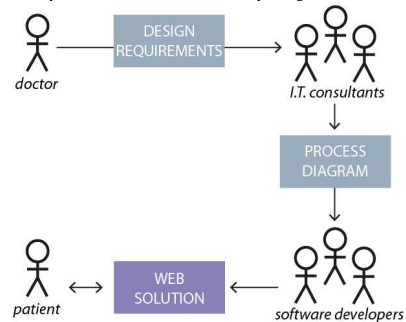 DESIGN
REQUIREMENTS
doctor
I.T. consultants
PROCESS
DIAGRAM
WEB
SOLUTION
patient
software developers